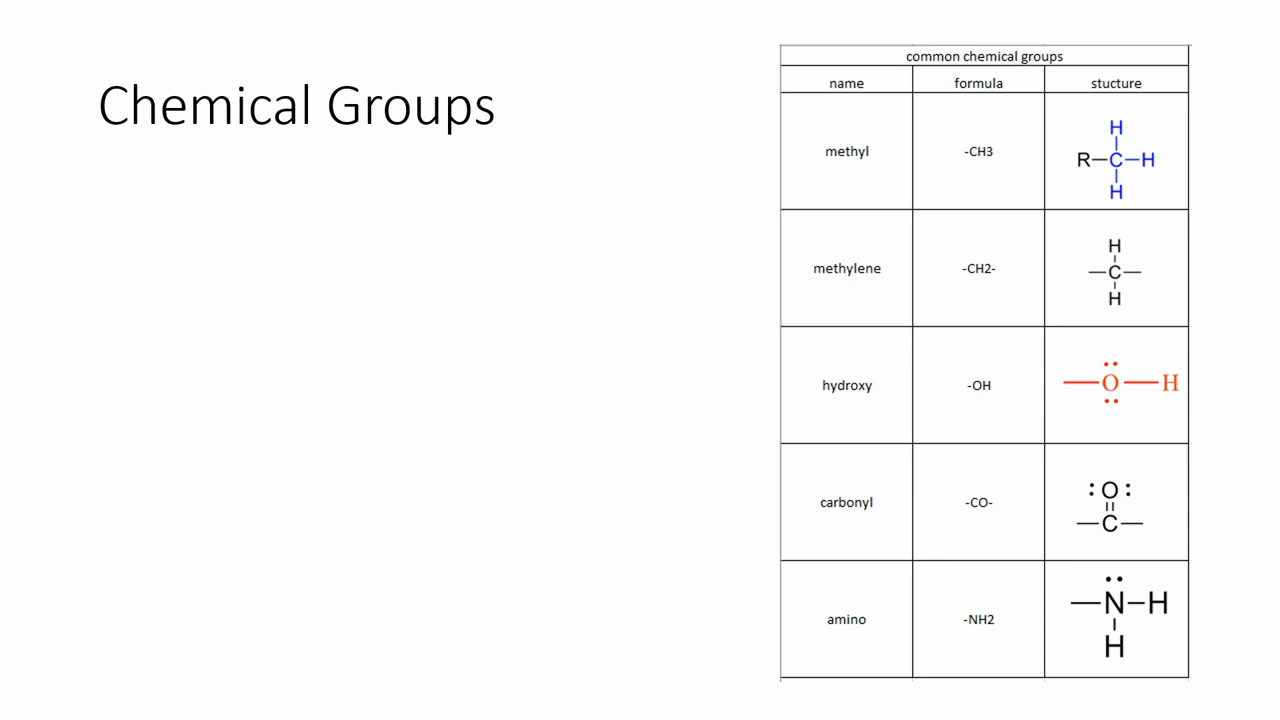 Chemical Groups
common chemical groups
name formula stucture
methyl -CH3
H
R–C–H
H
methylene -CH2-
H
–C–
H
hydroxy -OH
–O–H
carbonyl -CO-
:O:
–C–
amino -NH2
–N–H
H